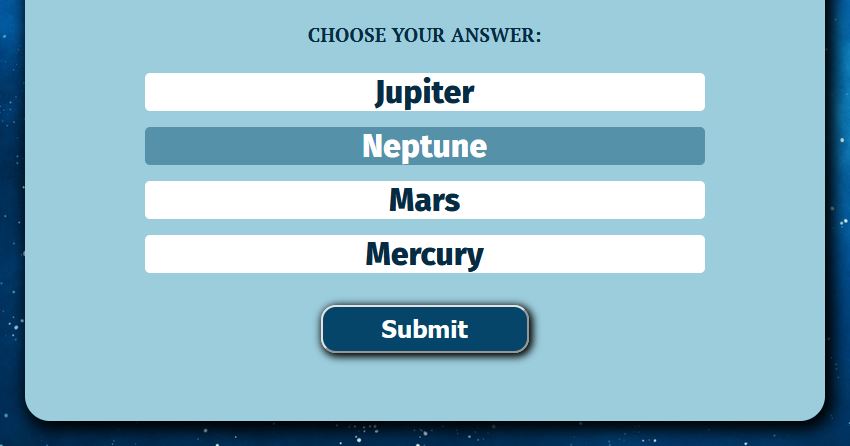 CHOOSE YOUR ANSWER:
Jupiter
Neptune
Mars
Mercury
Submit